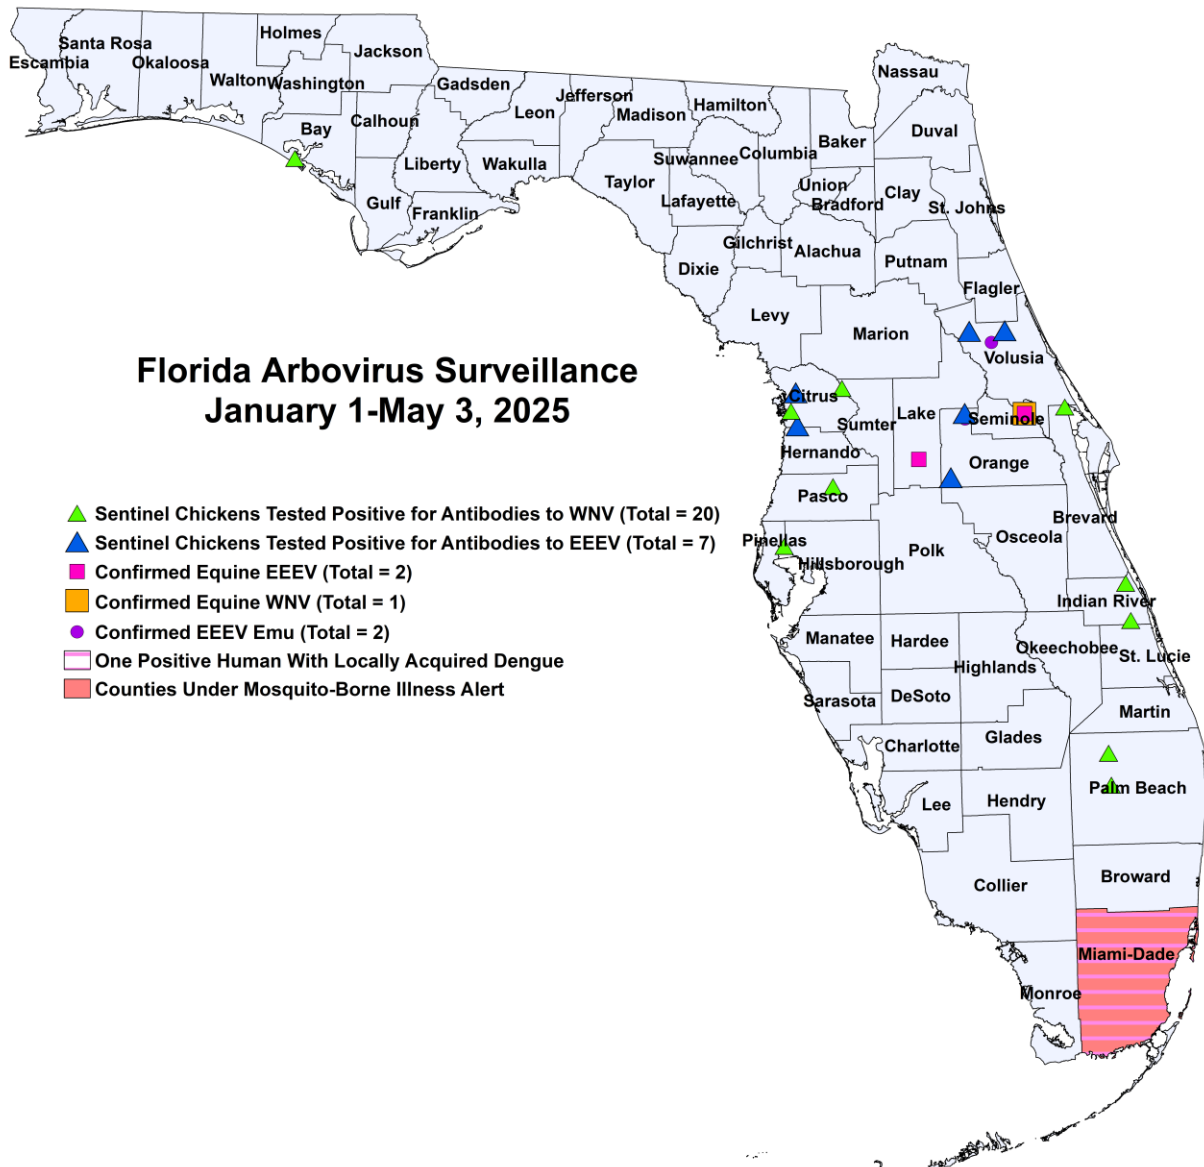 Holmes
Santa Rosa
Jackson
Escambia
Okaloosa
Walton
Washington
Gadsden
Jefferson
Hamilton
Nassau
Leon
Madison
Bay
Calhoun
Baker
Duval
Liberty
Wakulla
Suwannee
Columbia
Taylor
Union
Clay
Gulf
Lafayette
Bradford
St. Johns
Franklin
Gilchrist
Alachua
Putnam
Dixie
Flagler
Levy
Marion
Volusia
Florida Arbovirus Surveillance
January 1-May 3, 2025
Citrus
Sumter
Lake
Seminole
Hernando
Orange
Pasco
Brevard
Sentinel Chickens Tested Positive for Antibodies to WNV (Total = 20)
Sentinel Chickens Tested Positive for Antibodies to EEEV (Total = 7)
Confirmed Equine EEEV (Total = 2)
Confirmed Equine WNV (Total = 1)
Confirmed EEEV Emu (Total = 2)
One Positive Human With Locally Acquired Dengue
Counties Under Mosquito-Borne Illness Alert
Pinellas
Hillsborough
Polk
Osceola
Indian River
Manatee
Hardee
Okeechobee
St. Lucie
Highlands
Sarasota
DeSoto
Martin
Charlotte
Glades
Lee
Hendry
Palm Beach
Collier
Broward
Miami-Dade
Monroe